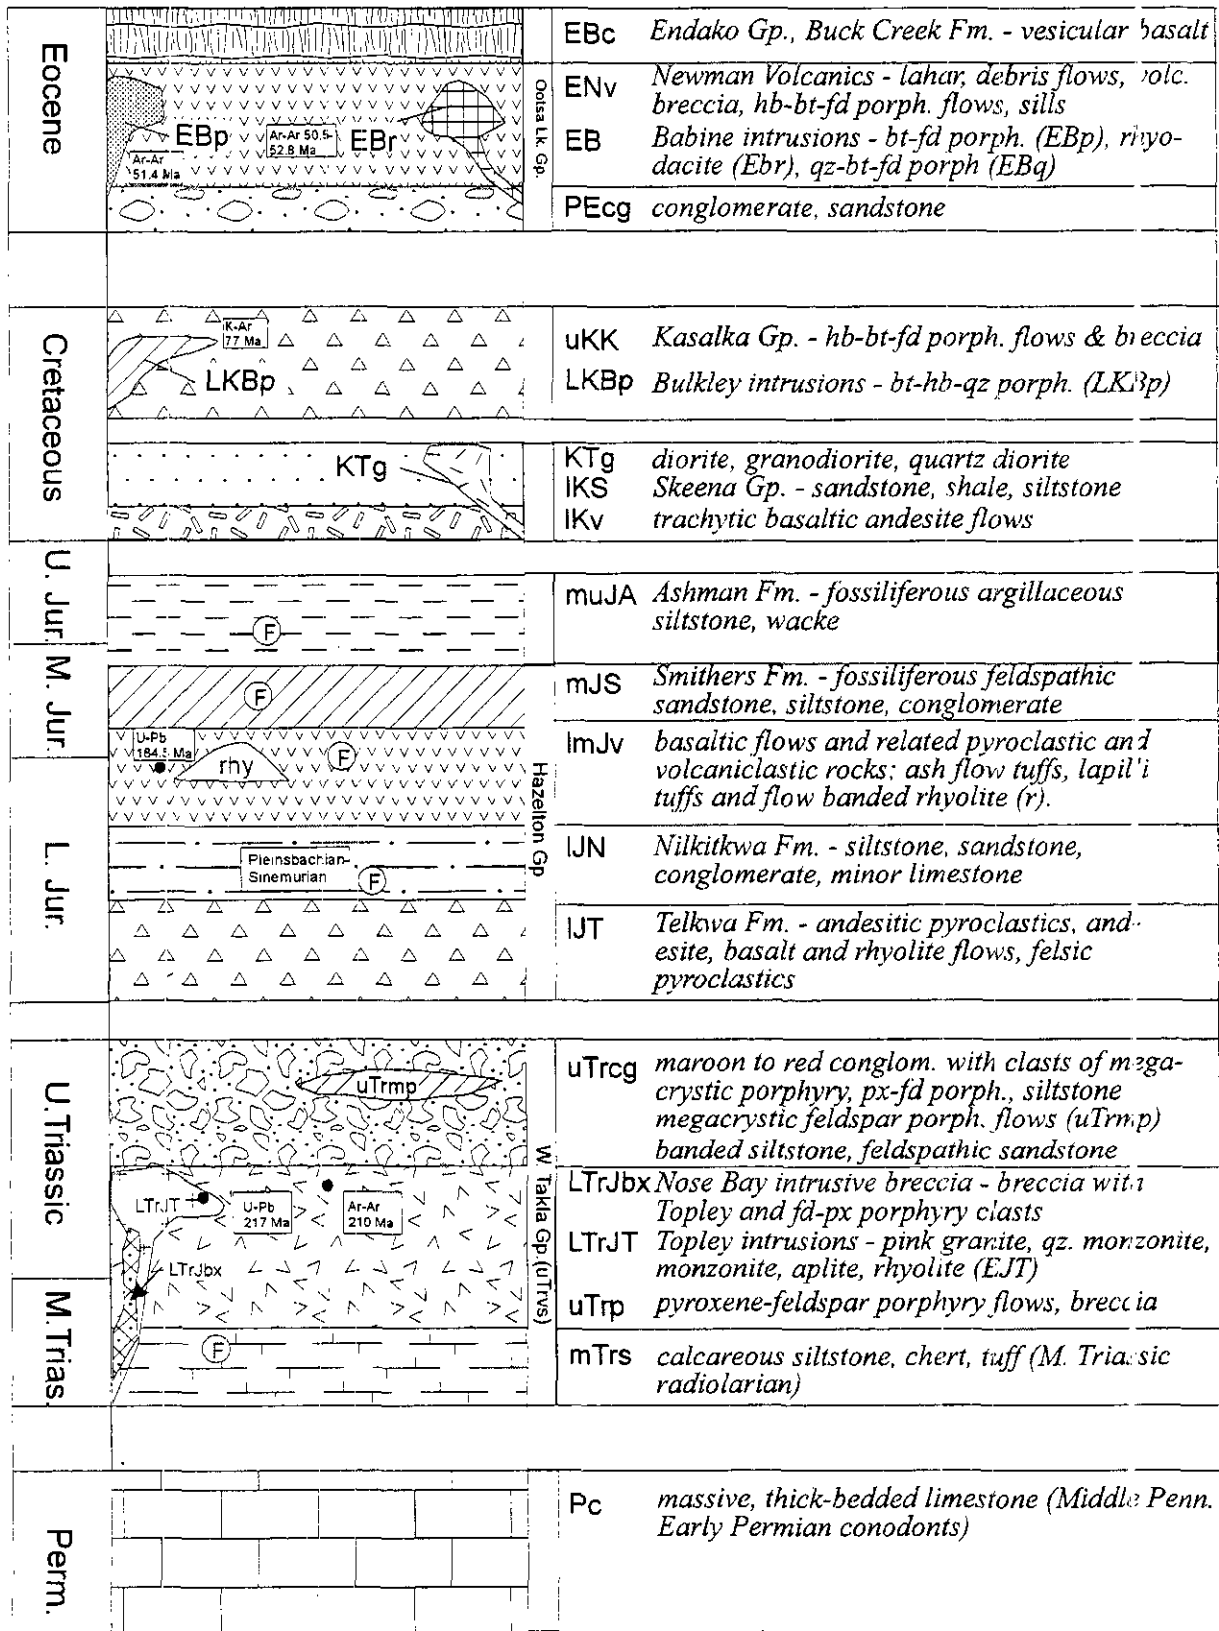 Eocene
EBp
Ar-Ar 50.5-
52.8 Ma
EBr
Ar-Ar
51.4 Ma
Ootsa Lk. Gp.
EBc Endako Gp., Buck Creek Fm. - vesicular basalt
ENv Newman Volcanics - lahar, debris flows, volc.
breccia, hb-bt-fd porph. flows, sills
EB Babine intrusions - bt-fd porph. (EBp), rhyo-
dacite (Ebr), qz-bt-fd porph (EBq)
PEcg conglomerate, sandstone
Cretaceous
K-Ar
77 Ma
LKBp
uKK Kasalka Gp. - hb-bt-fd porph. flows & breccia
LKBp Bulkley intrusions - bt-hb-qz porph. (LKBp)
KTg
KTg diorite, granodiorite, quartz diorite
lKS Skeena Gp. - sandstone, shale, siltstone
lKv trachytic basaltic andesite flows
U. Jur.
F
muJA Ashman Fm. - fossiliferous argillaceous
siltstone, wacke
M. Jur.
F
mJS Smithers Fm. - fossiliferous feldspathic
sandstone, siltstone, conglomerate
U-Pb
184.5 Ma
rhy
F
Hazelton Gp
lmJv basaltic flows and related pyroclastic and
volcaniclastic rocks; ash flow tuffs, lapilli
tuffs and flow banded rhyolite (r).
L. Jur.
Pleinsbachian-
Sinemurian
F
lJN Nilkitkwa Fm. - siltstone, sandstone,
conglomerate, minor limestone
lJT Telkwa Fm. - andesitic pyroclastics, and-
esite, basalt and rhyolite flows, felsic
pyroclastics
U.Triassic
uTrmp
uTrcg maroon to red conglom. with clasts of mega-
crystic porphyry, px-fd porph., siltstone
megacrystic feldspar porph. flows (uTrmp)
banded siltstone, feldspathic sandstone
LTrJT
U-Pb
217 Ma
Ar-Ar
210 Ma
LTrJbx
W. Takla Gp.(uTrvs)
LTrJbx Nose Bay intrusive breccia - breccia with
Topley and fd-px porphyry clasts
LTrJT Topley intrusions - pink granite, qz. monzonite,
monzonite, aplite, rhyolite (EJT)
uTrp pyroxene-feldspar porphyry flows, breccia
M.Trias.
F
mTrs calcareous siltstone, chert, tuff (M. Triassic
radiolarian)
Perm.
Pc massive, thick-bedded limestone (Middle Penn.
Early Permian conodonts)